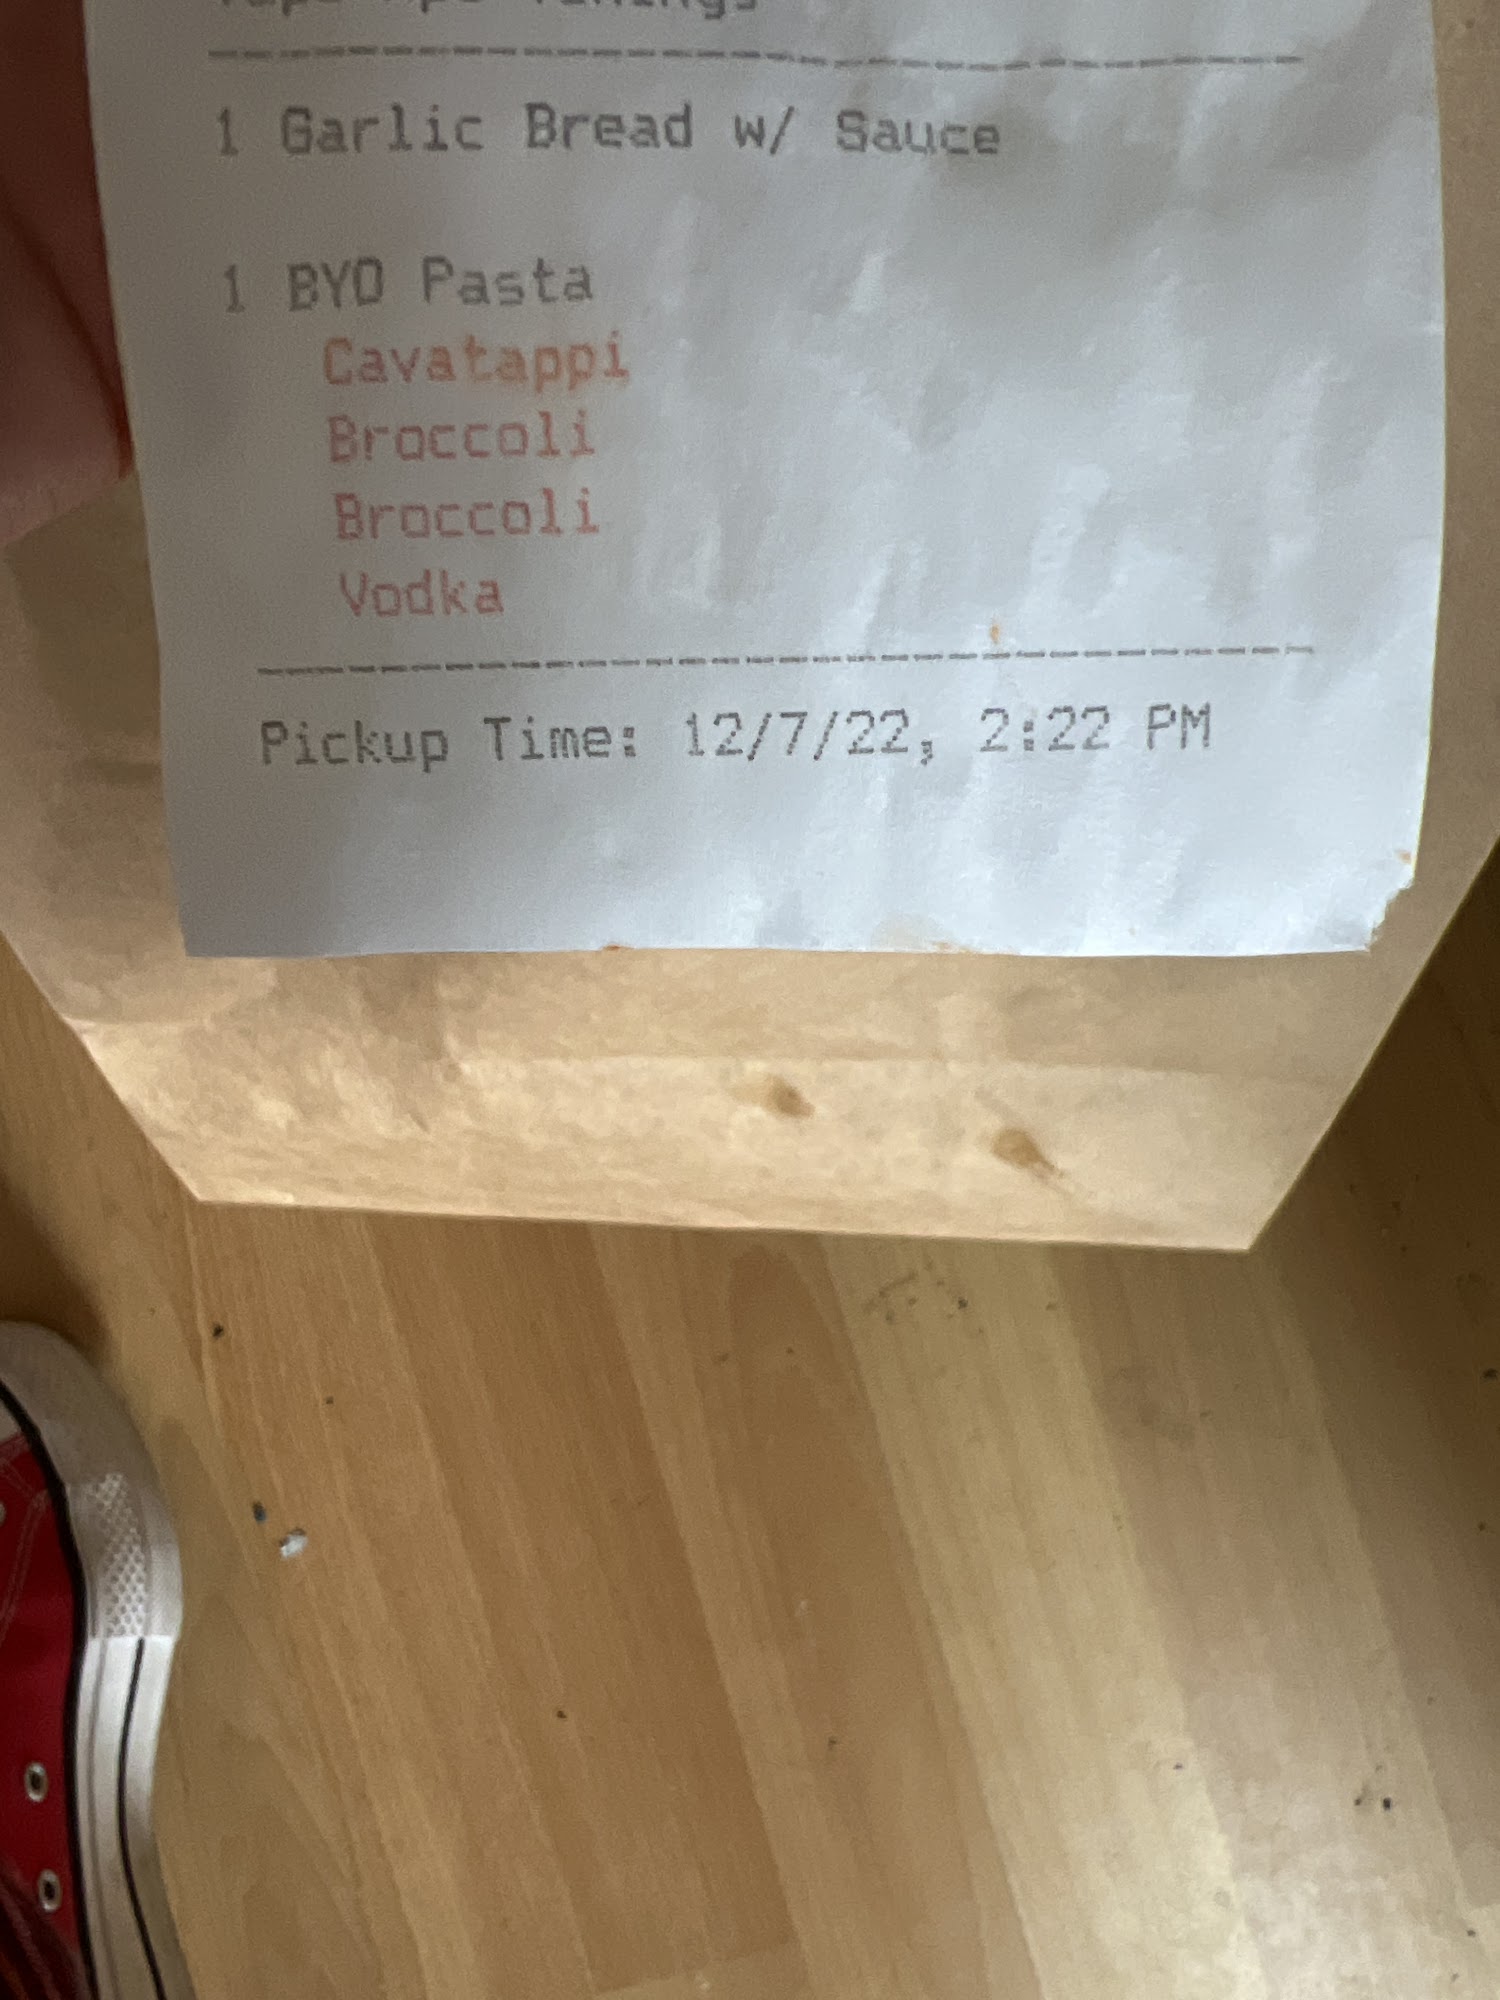 1 Garlic Bread w/ Sauce
1 BYO Pasta
Cavatappi
Broccoli
Broccoli
Vodka
Pickup Time: 12/7/22, 2:22 PM